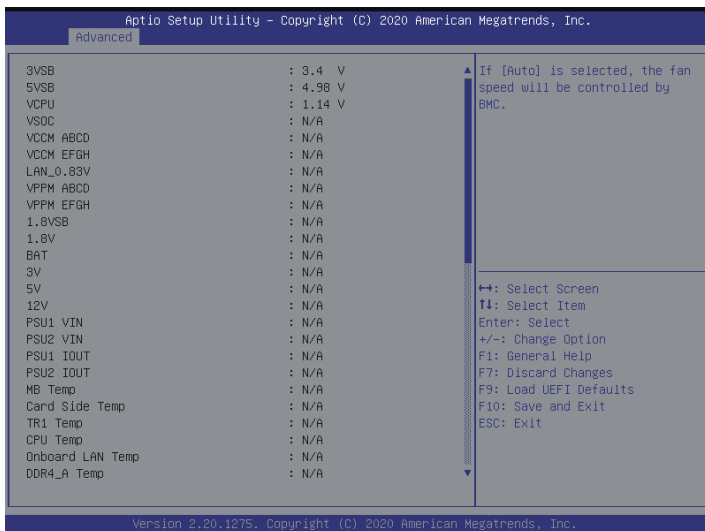 Aptio Setup Utility – Copyright (C) 2020 American Megatrends, Inc.
Advanced
3VSB : 3.4 V
5VSB : 4.98 V
VCPU : 1.14 V
VSOC : N/A
VCCM ABCD : N/A
VCCM EFGH : N/A
LAN_0.83V : N/A
VPPM ABCD : N/A
VPPM EFGH : N/A
1.8VSB : N/A
1.8V : N/A
BAT : N/A
3V : N/A
5V : N/A
12V : N/A
PSU1 VIN : N/A
PSU2 VIN : N/A
PSU1 IOUT : N/A
PSU2 IOUT : N/A
MB Temp : N/A
Card Side Temp : N/A
TR1 Temp : N/A
CPU Temp : N/A
Onboard LAN Temp : N/A
DDR4_A Temp : N/A
If [Auto] is selected, the fan
speed will be controlled by
BMC.
↔: Select Screen
↑↓: Select Item
Enter: Select
+/-: Change Option
F1: General Help
F7: Discard Changes
F9: Load UEFI Defaults
F10: Save and Exit
ESC: Exit
Version 2.20.1275. Copyright (C) 2020 American Megatrends, Inc.